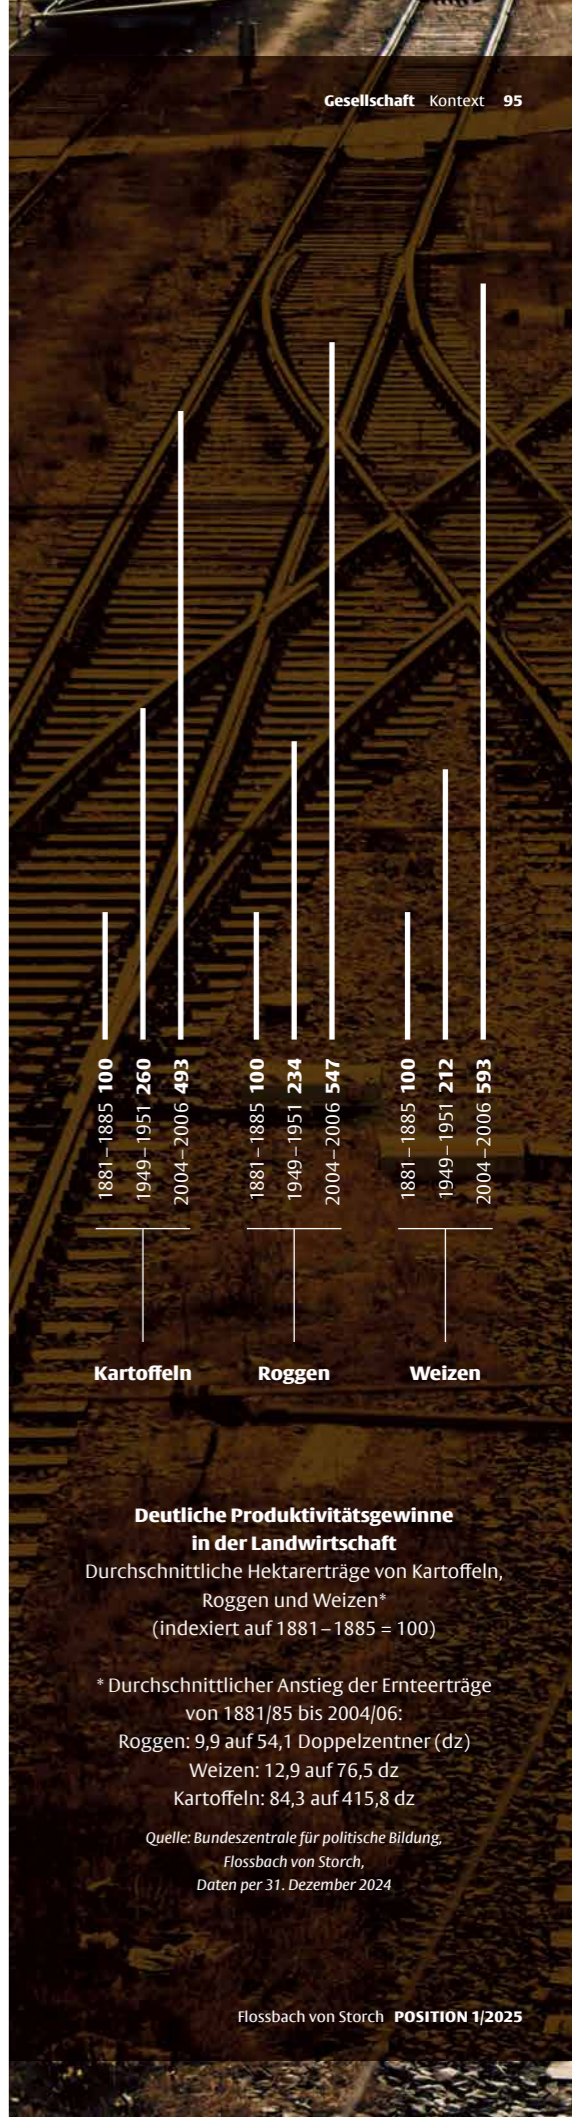 Gesellschaft Kontext 95
1881–1885 100
1949–1951 260
2004–2006 493
1881–1885 100
1949–1951 234
2004–2006 547
1881–1885 100
1949–1951 212
2004–2006 593
Kartoffeln Roggen Weizen
Deutliche Produktivitätsgewinne
in der Landwirtschaft
Durchschnittliche Hektarerträge von Kartoffeln,
Roggen und Weizen*
(indexiert auf 1881–1885 = 100)
* Durchschnittlicher Anstieg der Ernteerträge
von 1881/85 bis 2004/06:
Roggen: 9,9 auf 54,1 Doppelzentner (dz)
Weizen: 12,9 auf 76,5 dz
Kartoffeln: 84,3 auf 415,8 dz
Quelle: Bundeszentrale für politische Bildung,
Flossbach von Storch,
Daten per 31. Dezember 2024
Flossbach von Storch POSITION 1/2025